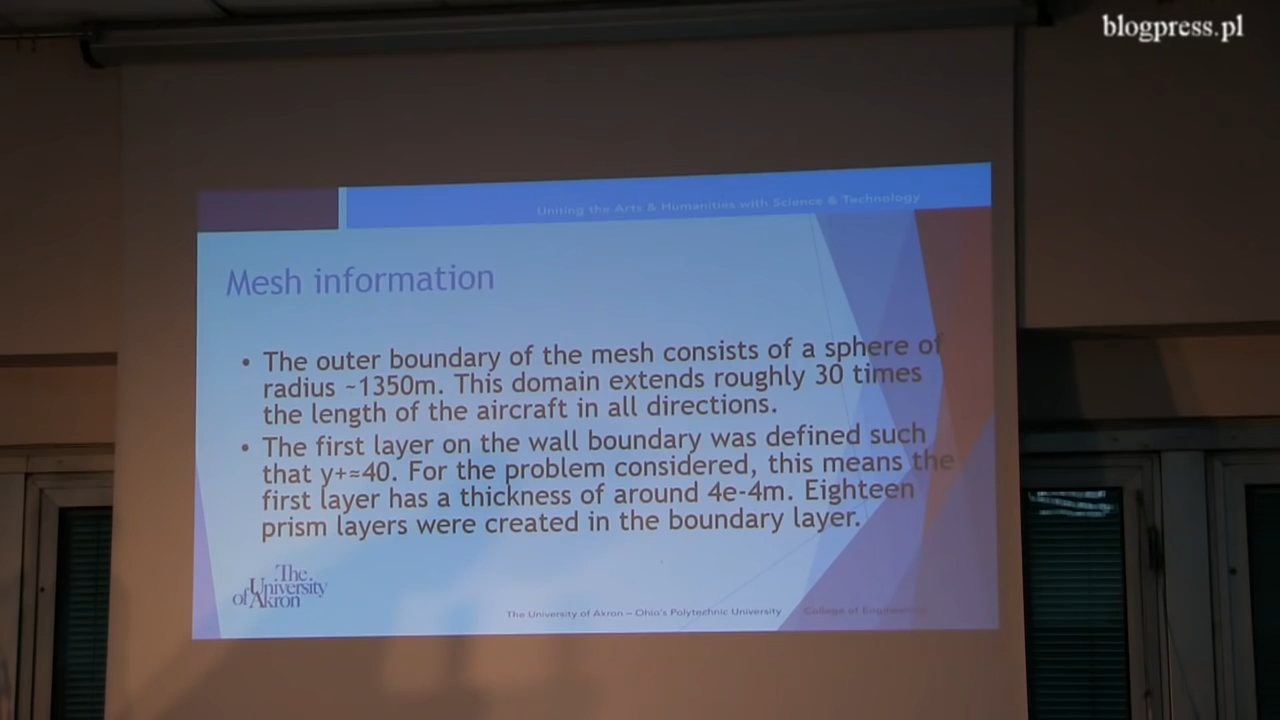 blogpress.pl
Uniting the Arts & Humanities with Science & Technology
Mesh information
• The outer boundary of the mesh consists of a sphere of
radius ~1350m. This domain extends roughly 30 times
the length of the aircraft in all directions.
• The first layer on the wall boundary was defined such
that y+≈40. For the problem considered, this means the
first layer has a thickness of around 4e-4m. Eighteen
prism layers were created in the boundary layer.
The
University
of Akron
The University of Akron – Ohio's Polytechnic University College of Engineering